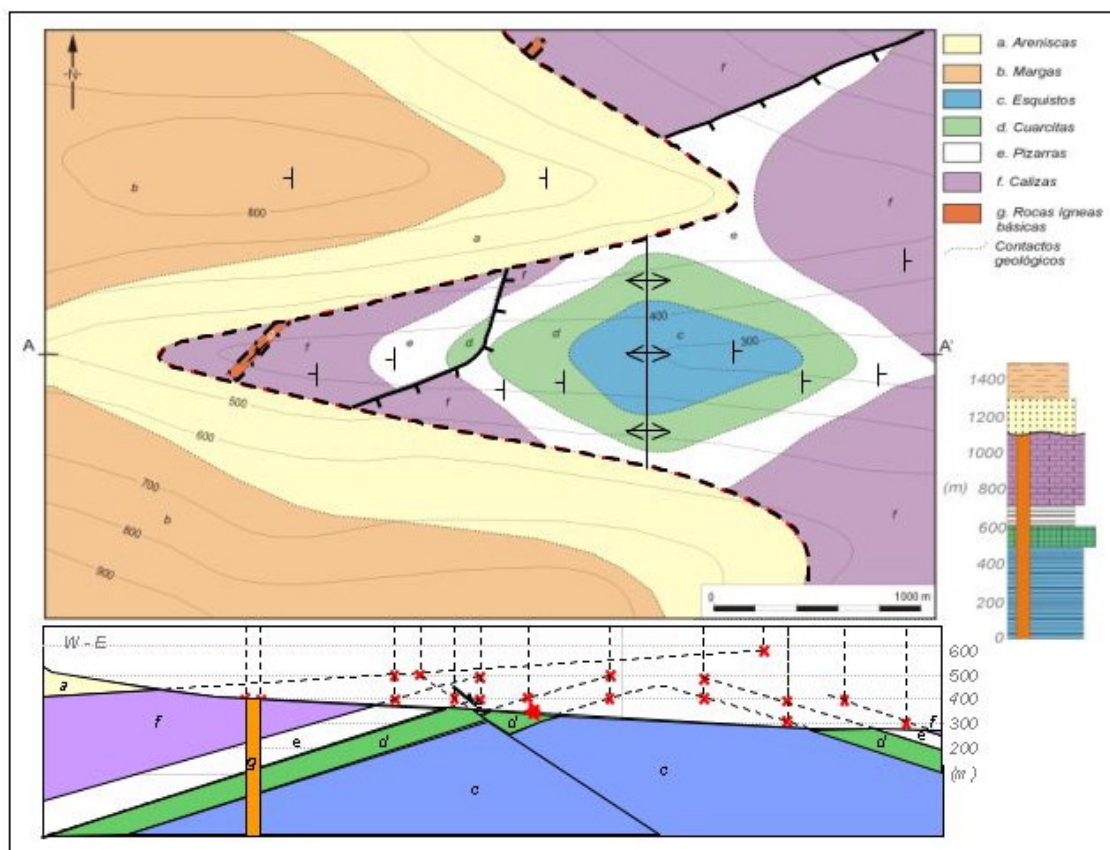 -N-
a. Areniscas
b. Margas
c. Esquistos
d. Cuarcitas
e. Pizarras
f. Calizas
g. Rocas ígneas
básicas
Contactos
geológicos
f
b
800
a
e
f
f
400
c
300
d
A
f
e
d
A'
500
f
600
f
700
b
800
900
f
0
1000 m
1400
1200
1000
(m)
800
600
400
200
0
W - E
600
500
400
300
200
(m)
a
f
e
d
g
c
d
c
d
e
f